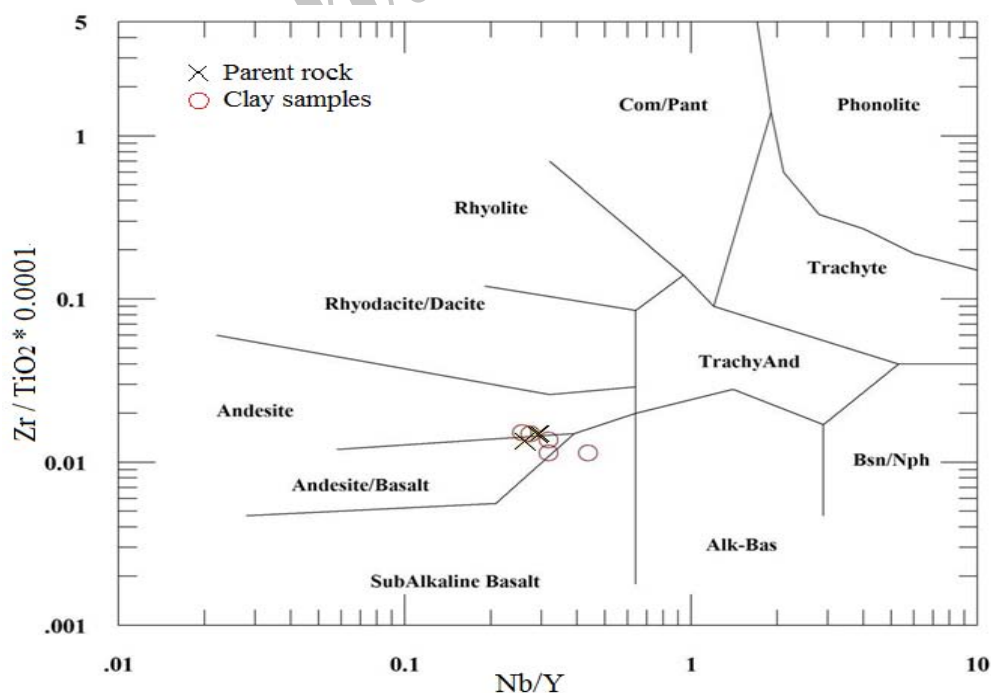 5
1
0.1
0.01
.001
Zr / TiO2 * 0.0001
Parent rock
Clay samples
Com/Pant
Phonolite
Rhyolite
Trachyte
Rhyodacite/Dacite
TrachyAnd
Andesite
Bsn/Nph
Andesite/Basalt
Alk-Bas
SubAlkaline Basalt
.01
0.1
1
10
Nb/Y